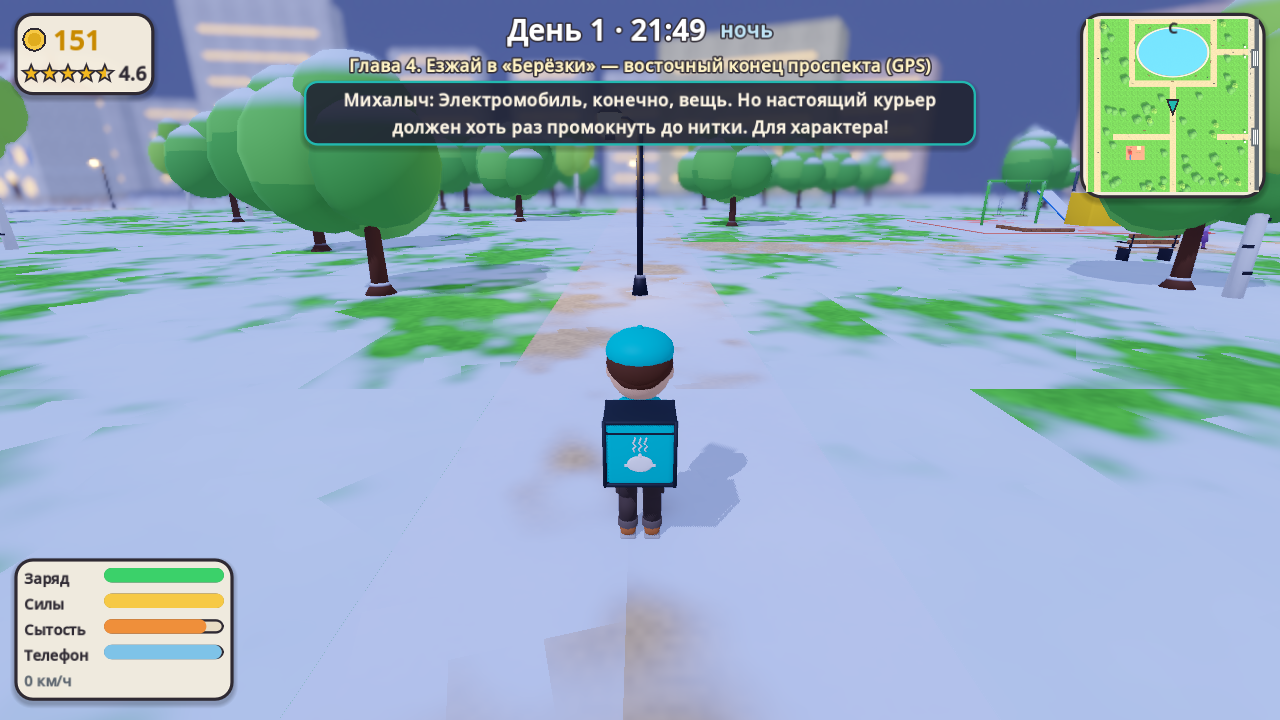 151
4.6
День 1 · 21:49 ночь
Глава 4. Езжай в «Берёзки» — восточный конец проспекта (GPS)
Михалыч: Электромобиль, конечно, вещь. Но настоящий курьер
должен хоть раз промокнуть до нитки. Для характера!
С
Заряд
Силы
Сытость
Телефон
0 км/ч